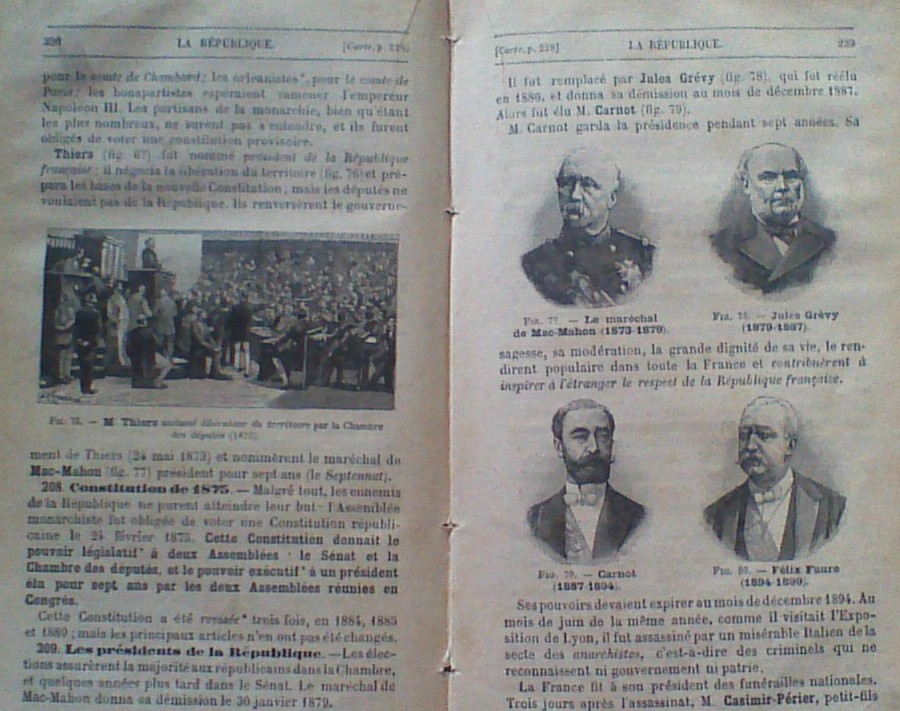 238 LA RÉPUBLIQUE. [Carte, p. 228]
pour le comte de Chambord; les orléanistes*, pour le comte de
Paris; les bonapartistes espéraient ramener l'empereur
Napoléon III. Les partisans de la monarchie, bien qu'étant
les plus nombreux, ne surent pas s'entendre, et ils furent
obligés de voter une constitution provisoire.
Thiers (fig. 67) fut nommé président de la République
française; il négocia la libération du territoire (fig. 76) et pré-
para les bases de la nouvelle Constitution, mais les députés ne
voulaient pas de la République. Ils renversèrent le gouverne-
FIG. 76. — M. Thiers acclamé libérateur du territoire par la Chambre
des députés
ment de Thiers (24 mai 1873) et nommèrent le maréchal de
Mac-Mahon (fig. 77) président pour sept ans (le Septennat).
208. Constitution de 1875. — Malgré tout, les ennemis
de la République ne purent atteindre leur but: l'Assemblée
monarchiste fut obligée de voter une Constitution républi-
caine le 24 février 1875. Cette Constitution donnait le
pouvoir législatif* à deux Assemblées: le Sénat et la
Chambre des députés, et le pouvoir exécutif* à un président
élu pour sept ans par les deux Assemblées réunies en
Congrès.
Cette Constitution a été revisée* trois fois, en 1884, 1885
et 1889; mais les principaux articles n'en ont pas été changés.
209. Les présidents de la République. — Les élec-
tions assurèrent la majorité aux républicains dans la Chambre,
et quelques années plus tard dans le Sénat. Le maréchal de
Mac-Mahon donna sa démission le 30 janvier 1879.
[Carte, p. 228] LA RÉPUBLIQUE. 239
Il fut remplacé par Jules Grévy (fig. 78), qui fut réélu
en 1886, et donna sa démission au mois de décembre 1887.
Alors fut élu M. Carnot (fig. 79).
M. Carnot garda la présidence pendant sept années. Sa
FIG. 77. — Le maréchal
de Mac-Mahon (1873-1879).
FIG. 78. — Jules Grévy
(1879-1887).
sagesse, sa modération, la grande dignité de sa vie, le ren-
dirent populaire dans toute la France et contribuèrent à
inspirer à l'étranger le respect de la République française.
FIG. 79. — Carnot
(1887-1894).
FIG. 80. — Félix Faure
(1894-1899).
Ses pouvoirs devaient expirer au mois de décembre 1894. Au
mois de juin de la même année, comme il visitait l'Expo-
sition de Lyon, il fut assassiné par un misérable Italien de la
secte des anarchistes, c'est-à-dire des criminels qui ne
reconnaissent ni gouvernement ni patrie.
La France fit à son président des funérailles nationales.
Trois jours après l'assassinat, M. Casimir-Périer, petit-fils